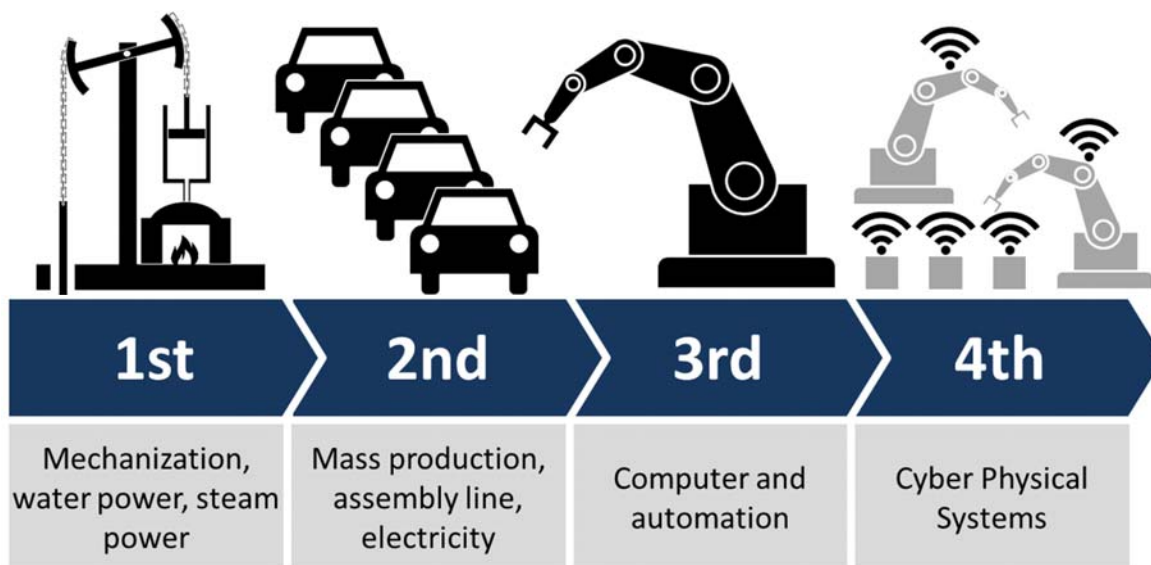 1st
2nd
3rd
4th
Mechanization,
water power, steam
power
Mass production,
assembly line,
electricity
Computer and
automation
Cyber Physical
Systems